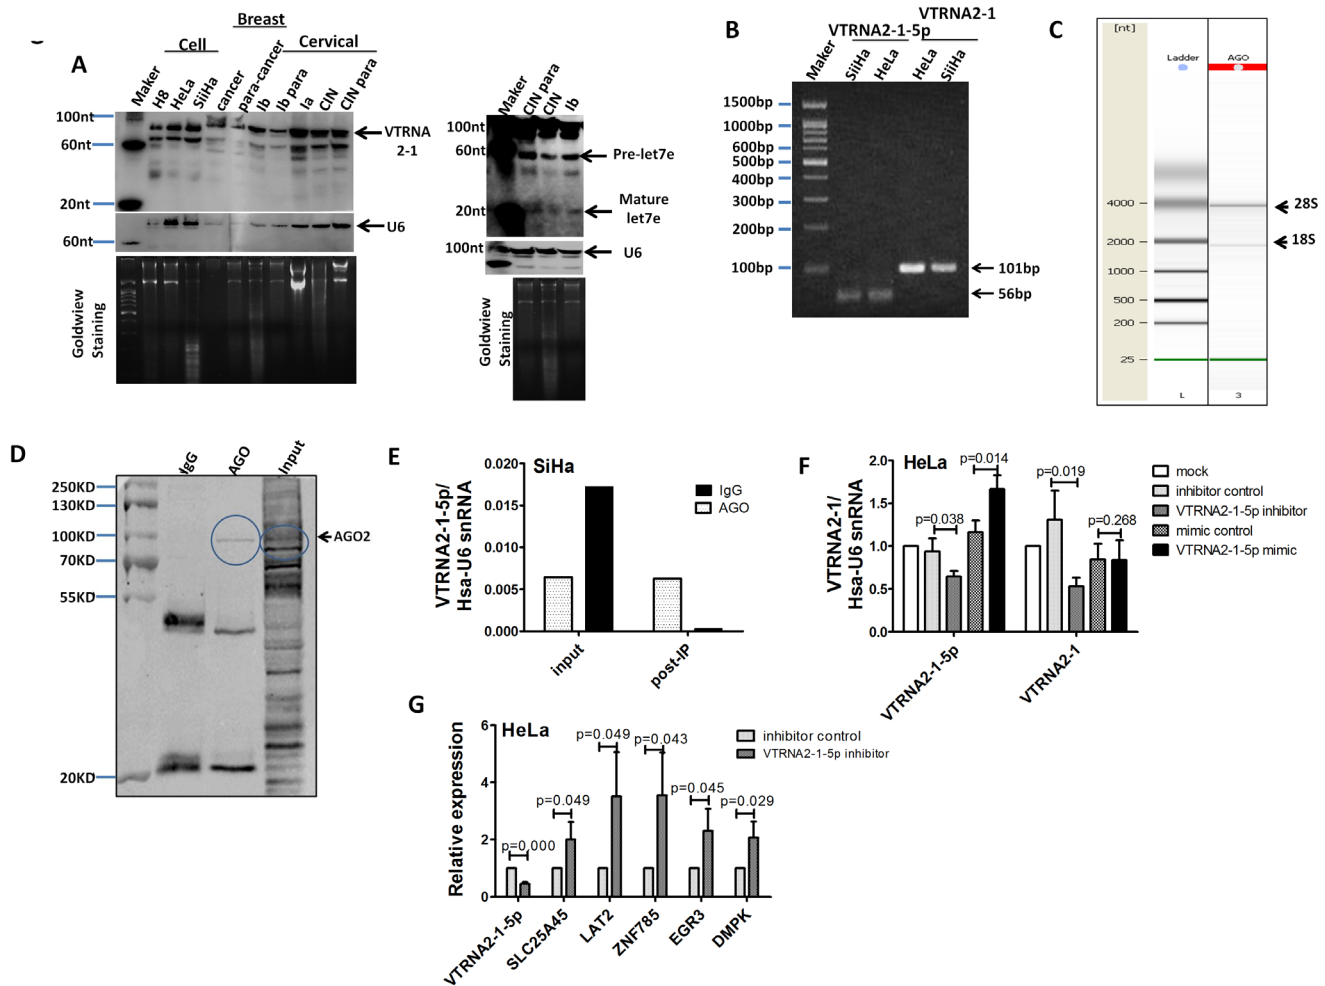 Breast
Cell
Cervical
A
Maker
H8
HeLa
SiiHa
cancer
para-cancer
Ib
Ib para
Ia
CIN
CIN para
100nt
60nt
20nt
60nt
VTRNA
2-1
U6
Goldwiew
Staining
Maker
CIN para
CIN
Ib
100nt
60nt
20nt
100nt
Pre-let7e
Mature
let7e
U6
Goldwiew
Staining
B
VTRNA2-1
VTRNA2-1-5p
Maker
SiiHa
HeLa
HeLa
SiiHa
1500bp
1000bp
600bp
500bp
400bp
300bp
200bp
100bp
101bp
56bp
C
[nt]
Ladder
AGO
4000
2000
1000
500
200
25
28S
18S
L
3
D
IgG
AGO
Input
250KD
130KD
100KD
70KD
55KD
20KD
AGO2
E
SiHa
VTRNA2-1-5p/
Hsa-U6 snRNA
0.020
0.015
0.010
0.005
0.000
IgG
AGO
input
post-IP
F
HeLa
VTRNA2-1/
Hsa-U6 snRNA
2.0
1.5
1.0
0.5
0.0
p=0.014
p=0.019
p=0.038
p=0.268
mock
inhibitor control
VTRNA2-1-5p inhibitor
mimic control
VTRNA2-1-5p mimic
VTRNA2-1-5p
VTRNA2-1
G
HeLa
Relative expression
6
4
2
0
p=0.000
p=0.049
p=0.049
p=0.043
p=0.045
p=0.029
inhibitor control
VTRNA2-1-5p inhibitor
VTRNA2-1-5p
SLC25A45
LAT2
ZNF785
EGR3
DMPK